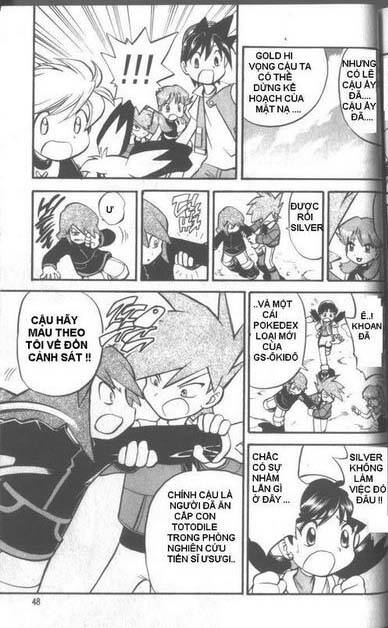 NHƯNG
CÓ LẼ
CẬU ẤY
ĐÃ....
CẬU ẤY
ĐÃ...
GOLD HI
VỌNG CẬU TA
CÓ THỂ
DỪNG KẾ
HOẠCH CỦA
MẶT NẠ ....
!!!
ĐƯỢC
RỒI
SILVER
Ư
Ê..!
KHOAN
ĐÃ
..VÀ MỘT
CÁI
POKEDEX
LOẠI MỚI
CỦA
GS-ÔKIĐÔ
CẬU HÃY
MAU THEO
TÔI VỀ ĐỒN
CẢNH SÁT !!
CHÍNH CẬU LÀ
NGƯỜI ĐÃ ĂN
CẮP CON
TOTODILE
TRONG PHÒNG
NGHIÊN CỨU
TIẾN SĨ USUGI..
SILVER
KHÔNG
LÀM
VIỆC ĐÓ
ĐÂU !!
CHẮC
CÓ SỰ
NHẦM
LẪN GÌ
Ở ĐÂY ....
48